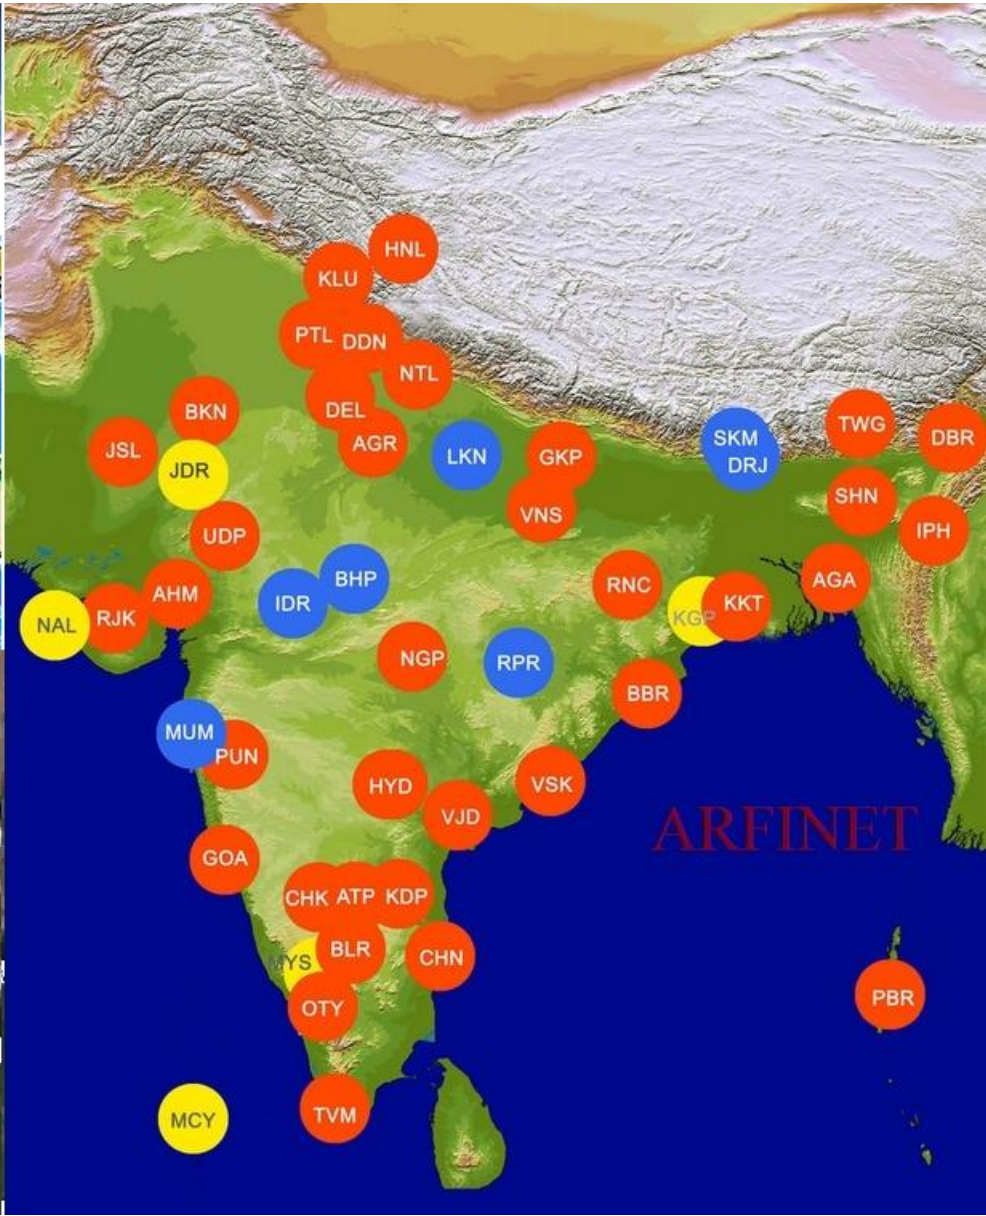 HNL
KLU
PTL
DDN
NTL
DEL
BKN
AGR
JSL
JDR
LKN
GKP
SKM
DRJ
TWG
DBR
VNS
SHN
UDP
IPH
BHP
IDR
AHM
RJK
NAL
RNC
KGP
KKT
AGA
NGP
RPR
BBR
MUM
PUN
HYD
VSK
VJD
ARFINET
GOA
CHK
ATP
KDP
BLR
MYS
CHN
OTY
PBR
MCY
TVM